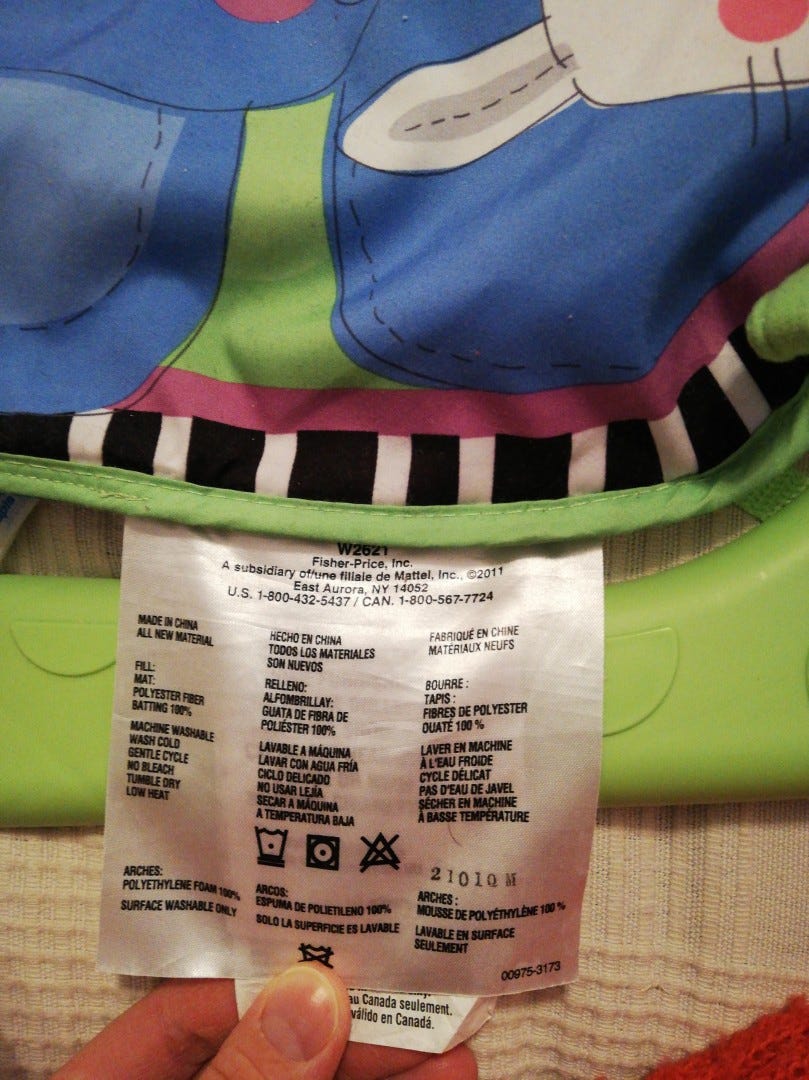 W2621
Fisher-Price, Inc.
A subsidiary of/une filiale de Mattel, Inc., ©2011
East Aurora, NY 14052
U.S. 1-800-432-5437 / CAN. 1-800-567-7724
MADE IN CHINA
ALL NEW MATERIAL
FILL:
MAT:
POLYESTER FIBER
BATTING 100%
MACHINE WASHABLE
WASH COLD
GENTLE CYCLE
NO BLEACH
TUMBLE DRY
LOW HEAT
ARCHES:
POLYETHYLENE FOAM 100%
SURFACE WASHABLE ONLY
HECHO EN CHINA
TODOS LOS MATERIALES
SON NUEVOS
RELLENO:
ALFOMBRILLAY:
GUATA DE FIBRA DE
POLIÉSTER 100%
LAVABLE A MÁQUINA
LAVAR CON AGUA FRÍA
CICLO DELICADO
NO USAR LEJÍA
SECAR A MÁQUINA
A TEMPERATURA BAJA
ARCOS:
ESPUMA DE POLIETILENO 100%
SOLO LA SUPERFICIE ES LAVABLE
FABRIQUÉ EN CHINE
MATÉRIAUX NEUFS
BOURRE :
TAPIS :
FIBRES DE POLYESTER
OUATÉ 100 %
LAVER EN MACHINE
À L'EAU FROIDE
CYCLE DÉLICAT
PAS D'EAU DE JAVEL
SÉCHER EN MACHINE
À BASSE TEMPÉRATURE
2101Q M
ARCHES :
MOUSSE DE POLYÉTHYLÈNE 100 %
LAVABLE EN SURFACE
SEULEMENT
00975-3173
au Canada seulement.
válido en Canadá.